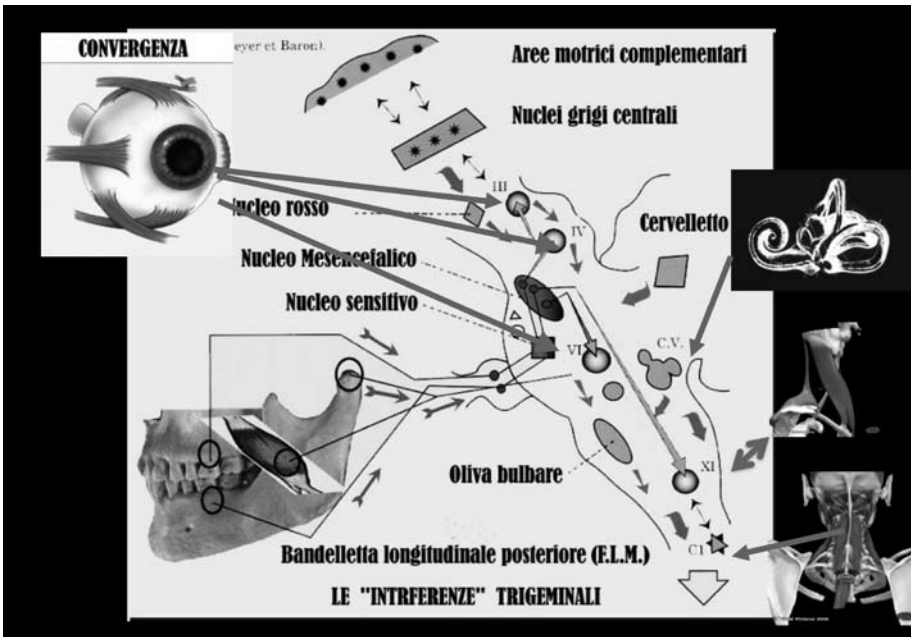 CONVERGENZA
eyer et Baron).
Aree motrici complementari
Nuclei grigi centrali
III
ucleo rosso
IV
Cervelletto
Nucleo Mesencefalico
Nucleo sensitivo
VI
C.V.
XI
Oliva bulbare
C1
Bandelletta longitudinale posteriore (F.L.M.)
LE "INTRFERENZE" TRIGEMINALI